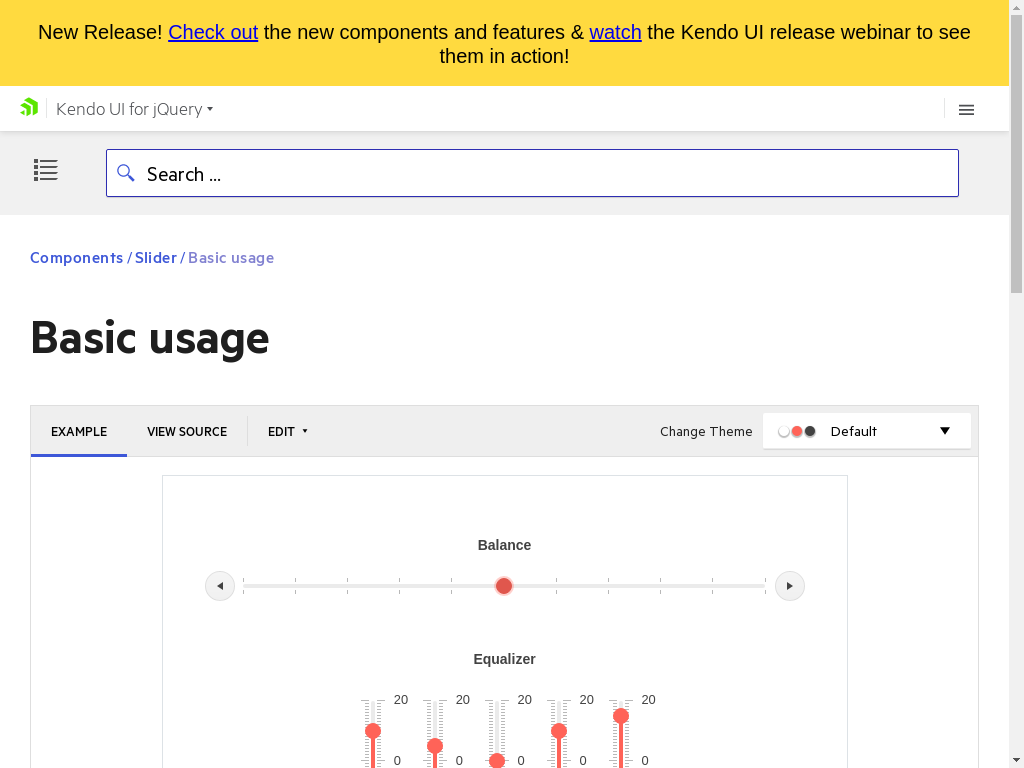 New Release! Check out the new components and features & watch the Kendo UI release webinar to see
them in action!
Kendo UI for jQuery
Search ...
Components / Slider / Basic usage
Basic usage
EXAMPLE VIEW SOURCE EDIT Change Theme Default
Balance
Equalizer
20 20 20 20 20
0 0 0 0 0